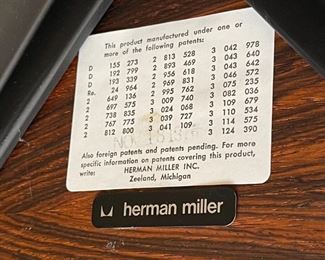 This product manufactured under one or
more of the following patents:
D 155 273 2 813 528 3 042 978
D 192 799 2 893 469 3 043 640
D 193 339 2 956 618 3 043 646
Re. 24 964 2 969 831 3 046 572
2 649 136 2 995 762 3 075 235
2 695 735 3 009 740 3 082 036
2 738 835 3 024 068 3 109 679
2 767 775 3 039 727 3 110 534
2 812 800 3 041 109 3 114 575
3 124 390
Also foreign patents and patents pending. For more
specific information on patents covering this product,
write: HERMAN MILLER INC.
Zeeland, Michigan
herman miller